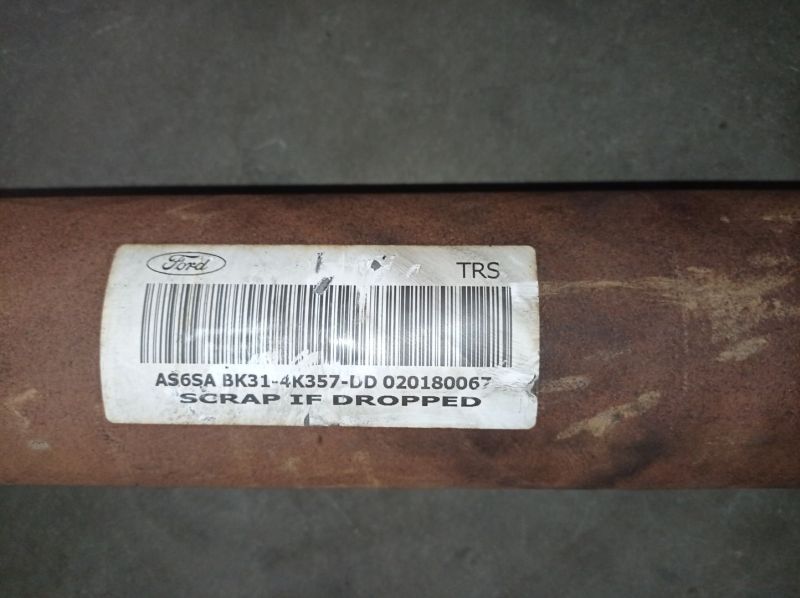 Ford
TRS
AS6SA BK31-4K357-DD 020180067
SCRAP IF DROPPED